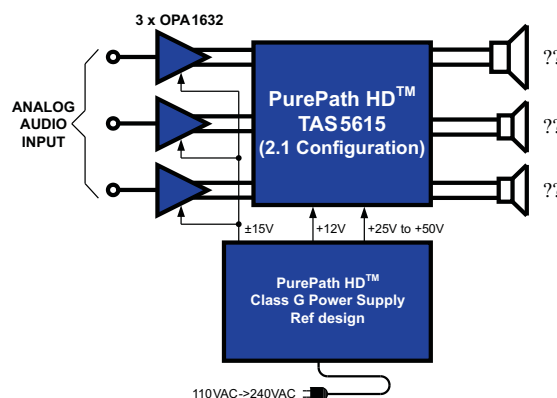 3 x OPA1632
ANALOG
AUDIO
INPUT
PurePath HD™
TAS5615
(2.1 Configuration)
??
??
??
±15V
+12V
+25V to +50V
PurePath HD™
Class G Power Supply
Ref design
110VAC->240VAC